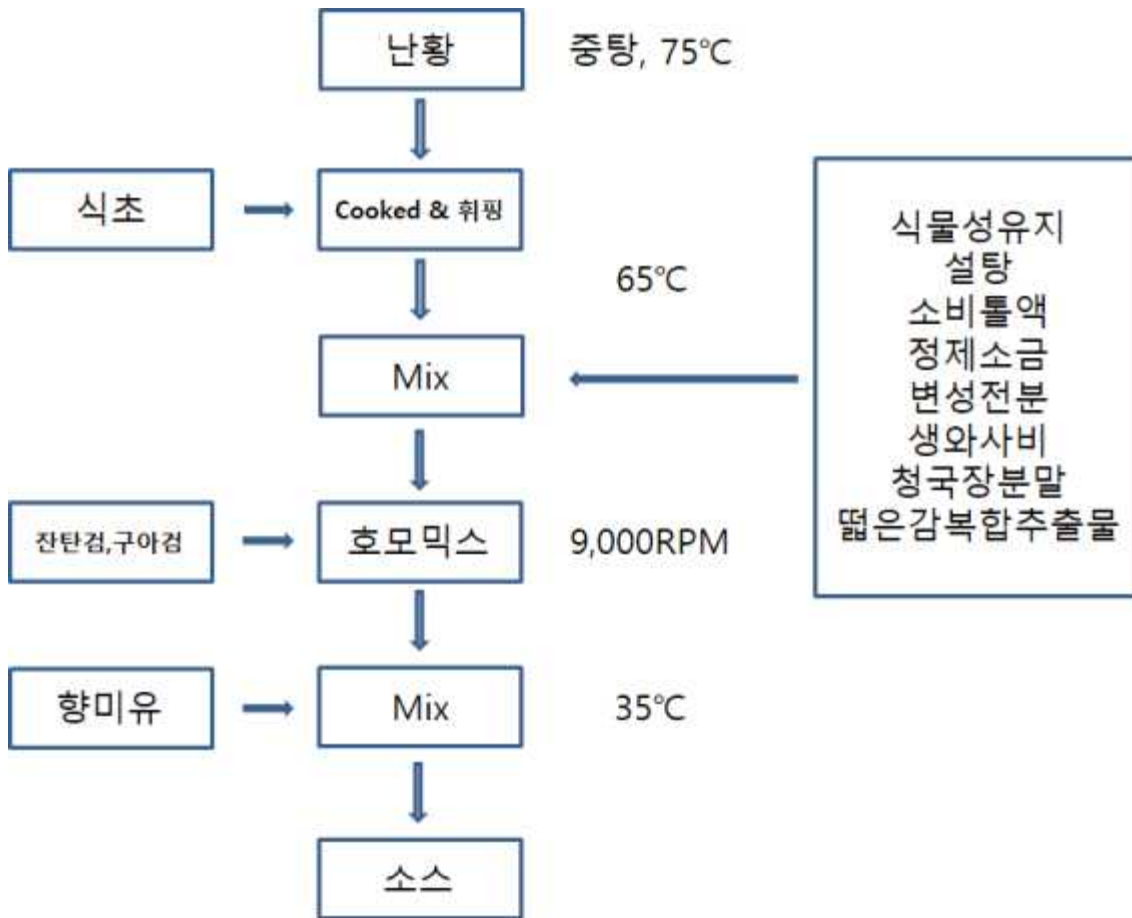 난황
중탕, 75℃
식초
Cooked & 휘핑
65℃
Mix
식물성유지
설탕
소비톨액
정제소금
변성전분
생와사비
청국장분말
떫은감복합추출물
잔탄검,구아검
호모믹스
9,000RPM
향미유
Mix
35℃
소스